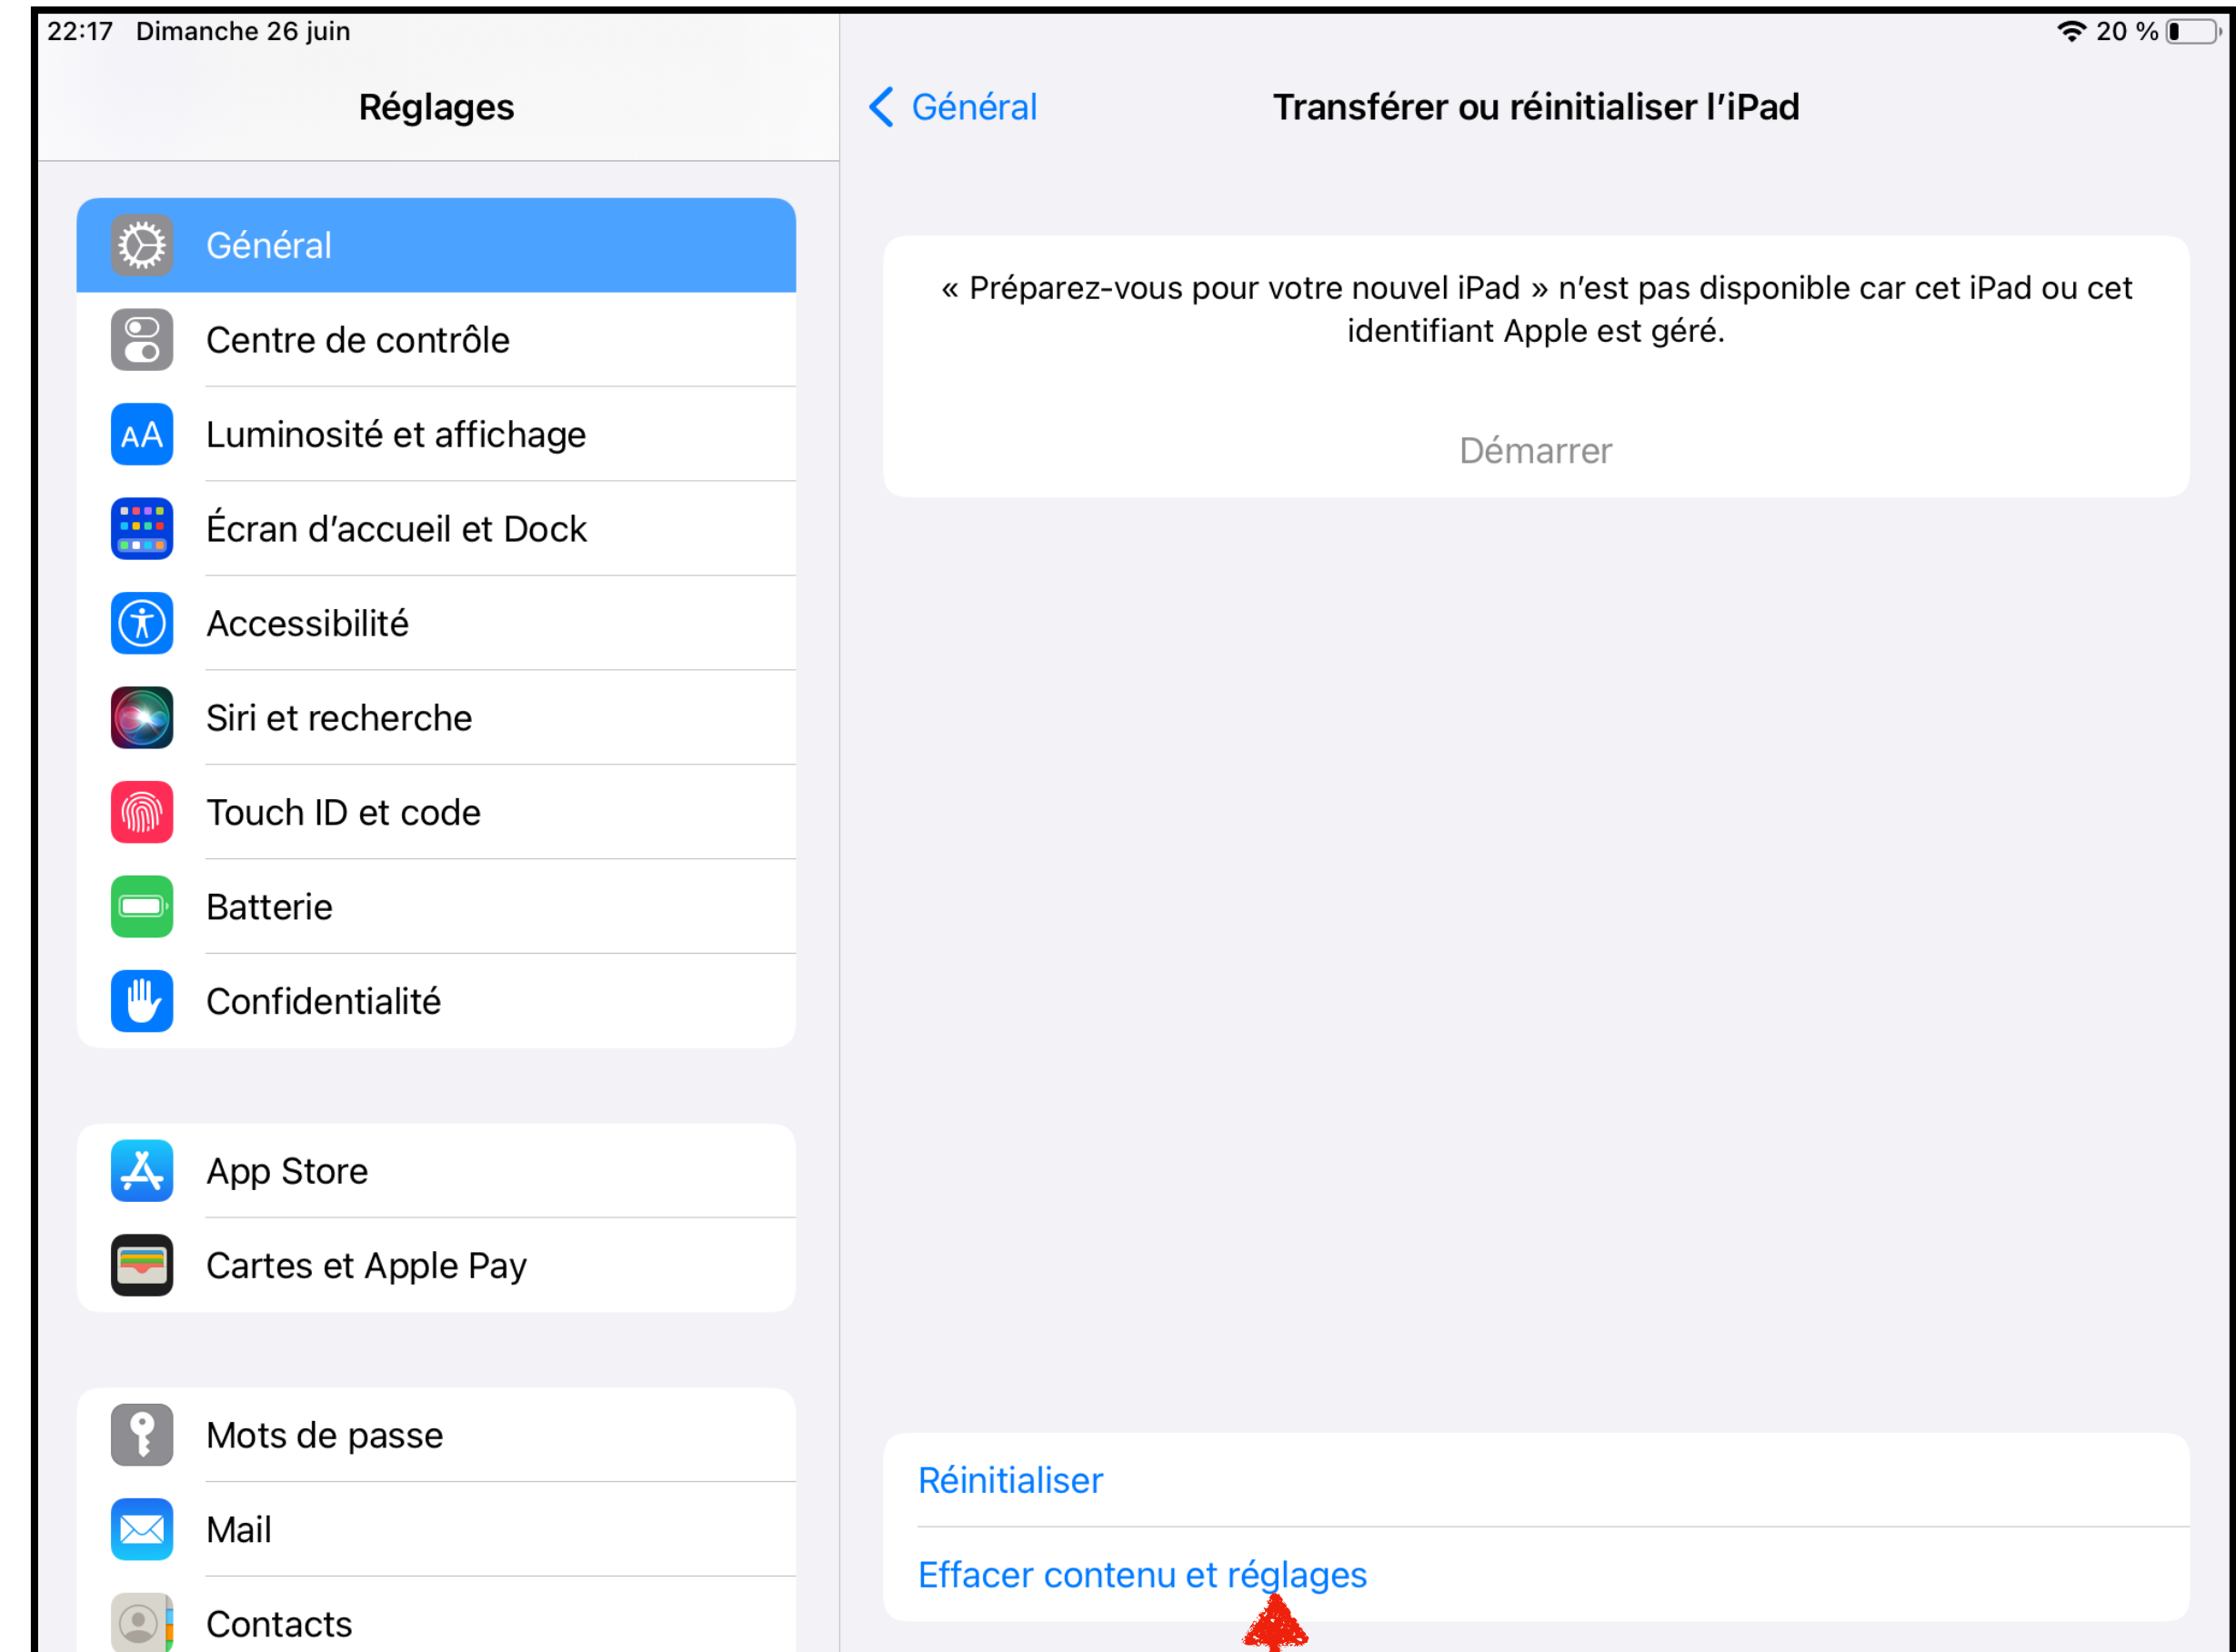 22:17 Dimanche 26 juin
20 %
Réglages
Général
Transférer ou réinitialiser l’iPad
Général
Centre de contrôle
AA Luminosité et affichage
Écran d’accueil et Dock
Accessibilité
Siri et recherche
Touch ID et code
Batterie
Confidentialité
App Store
Cartes et Apple Pay
Mots de passe
Mail
Contacts
« Préparez-vous pour votre nouvel iPad » n’est pas disponible car cet iPad ou cet
identifiant Apple est géré.
Démarrer
Réinitialiser
Effacer contenu et réglages